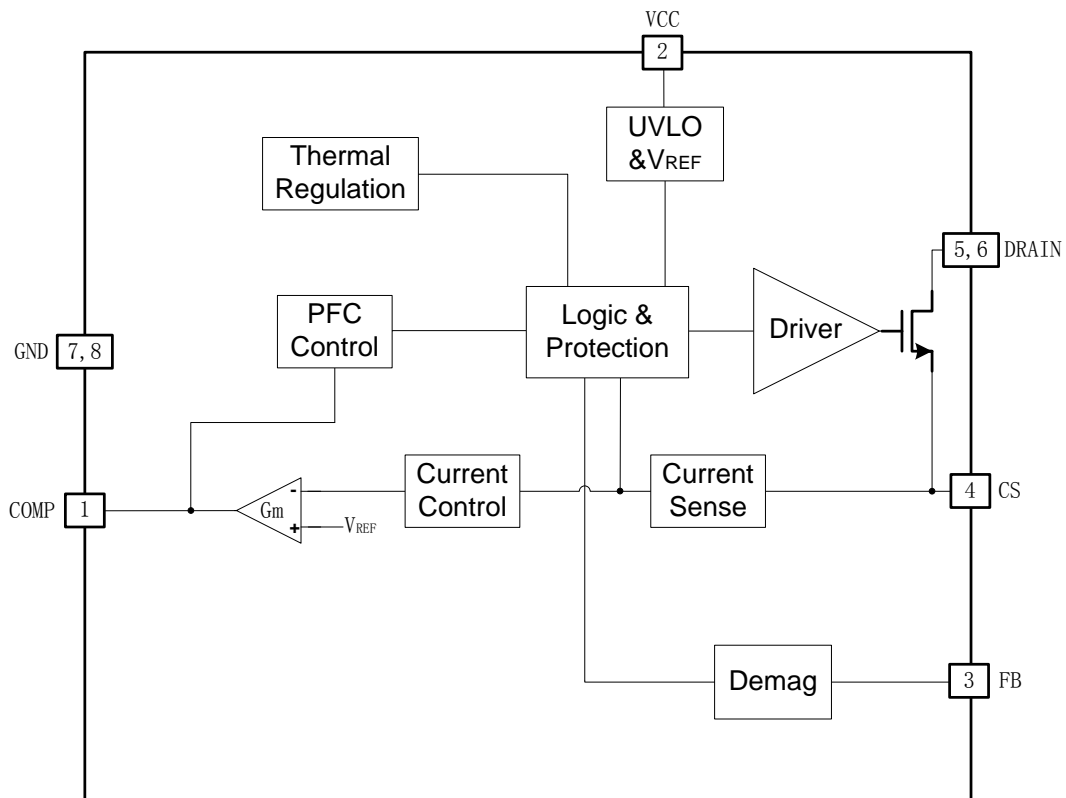 VCC
2
UVLO
&VREF
Thermal
Regulation
5,6
DRAIN
PFC
Control
Logic &
Protection
Driver
GND
7,8
Current
Control
Current
Sense
COMP
1
-
Gm
+
VREF
4
CS
Demag
3
FB